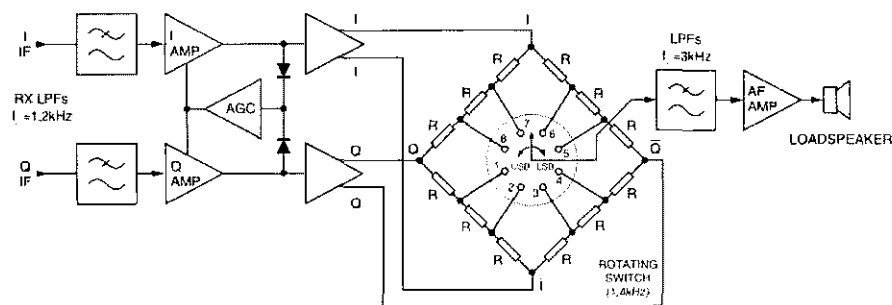 I
IF
RX LPFs
f =1,2kHz
Q
IF
I
AMP
AGC
Q
AMP
I
I
Q
Q
I
Q
Q̅
I
R
R
R
R
R
R
R
R
R
R
R
R
7
6
8
5
1
4
2
3
USB
LSB
ROTATING
SWITCH
(1,4kHz)
LPFs
f =3kHz
AF
AMP
LOADSPEAKER